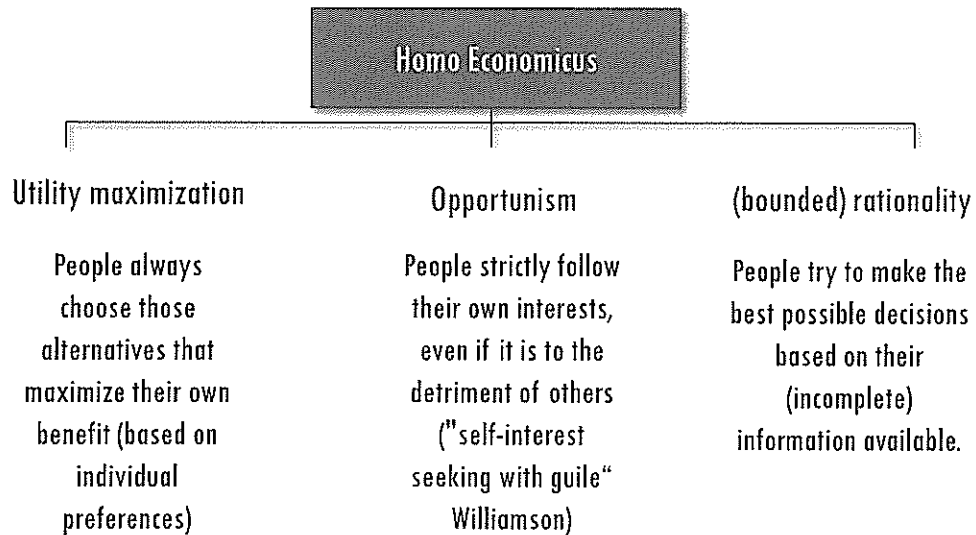 Homo Economicus
Utility maximization
People always
choose those
alternatives that
maximize their own
benefit (based on
individual
preferences)
Opportunism
People strictly follow
their own interests,
even if it is to the
detriment of others
("self-interest
seeking with guile“
Williamson)
(bounded) rationality
People try to make the
best possible decisions
based on their
(incomplete)
information available.